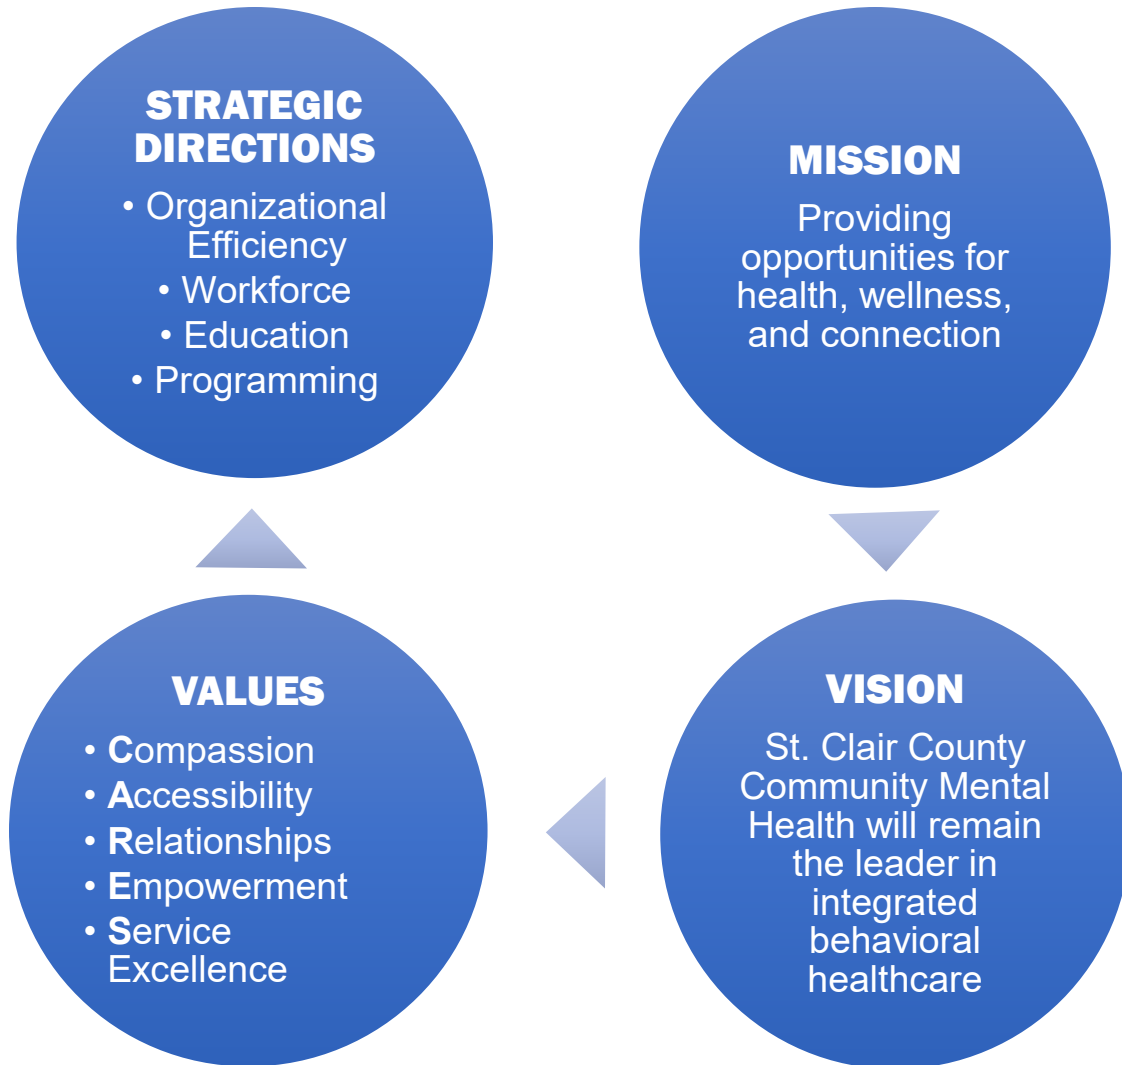 STRATEGIC
DIRECTIONS
• Organizational
Efficiency
• Workforce
• Education
• Programming
MISSION
Providing
opportunities for
health, wellness,
and connection
VALUES
• Compassion
• Accessibility
• Relationships
• Empowerment
• Service
Excellence
VISION
St. Clair County
Community Mental
Health will remain
the leader in
integrated
behavioral
healthcare